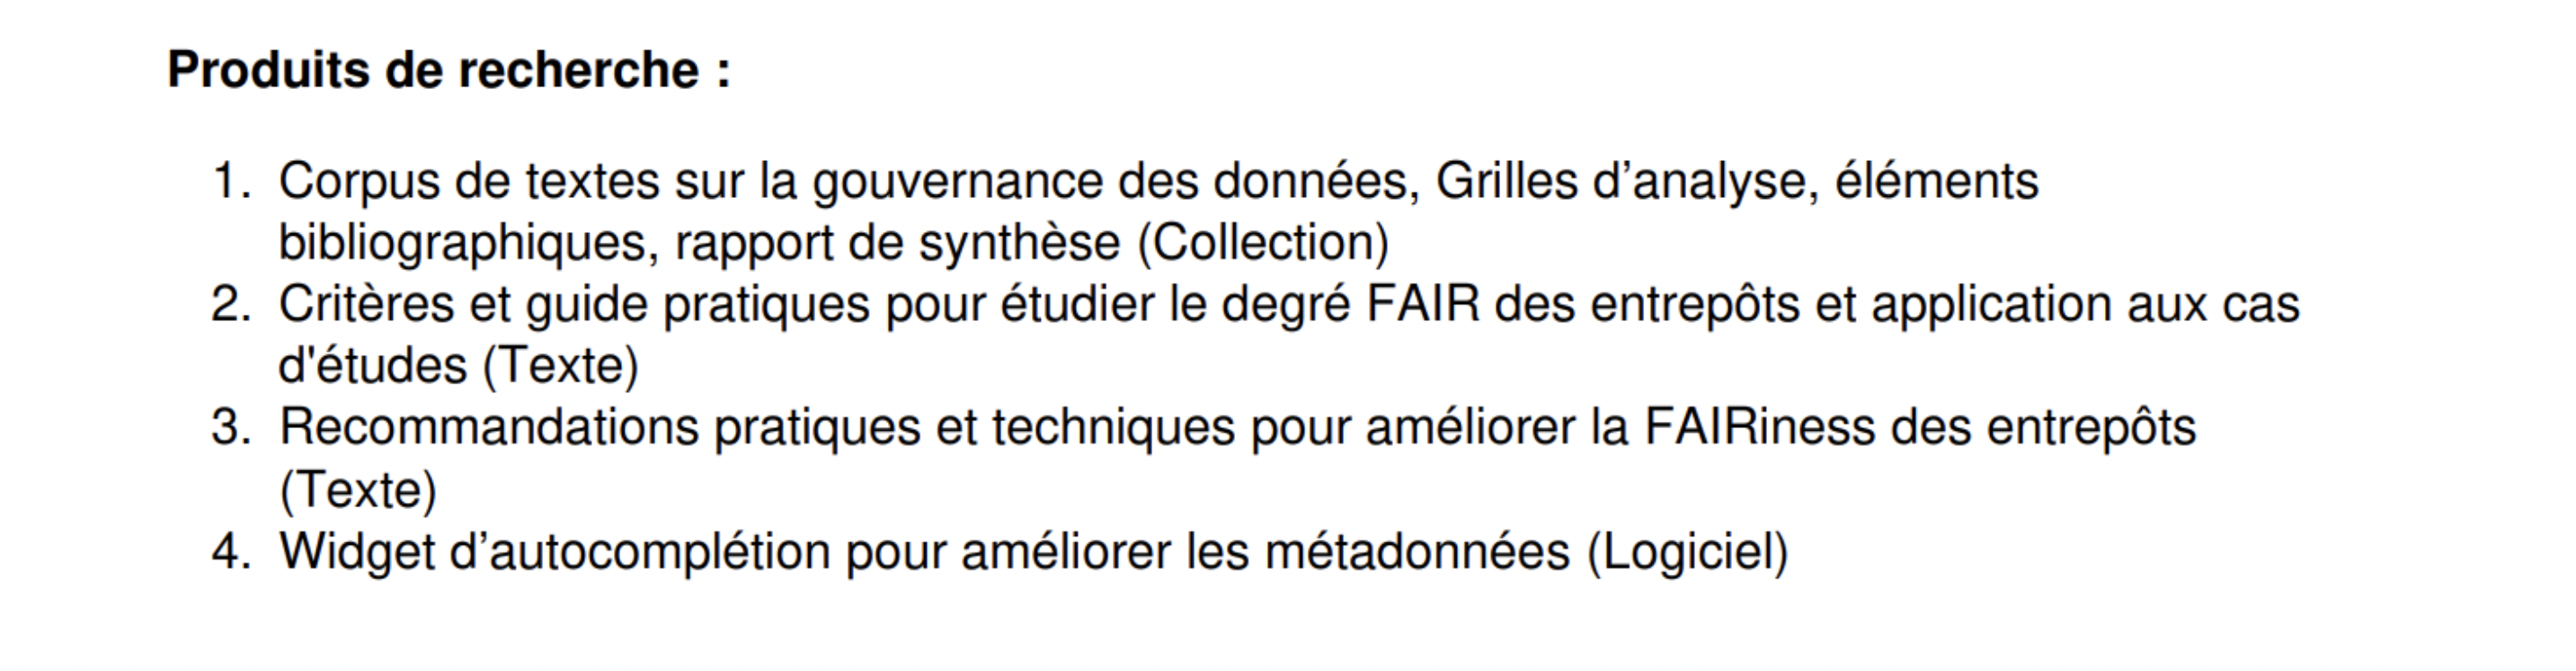 Produits de recherche :
1. Corpus de textes sur la gouvernance des données, Grilles d’analyse, éléments
bibliographiques, rapport de synthèse (Collection)
2. Critères et guide pratiques pour étudier le degré FAIR des entrepôts et application aux cas
d'études (Texte)
3. Recommandations pratiques et techniques pour améliorer la FAIRiness des entrepôts
(Texte)
4. Widget d’autocomplétion pour améliorer les métadonnées (Logiciel)